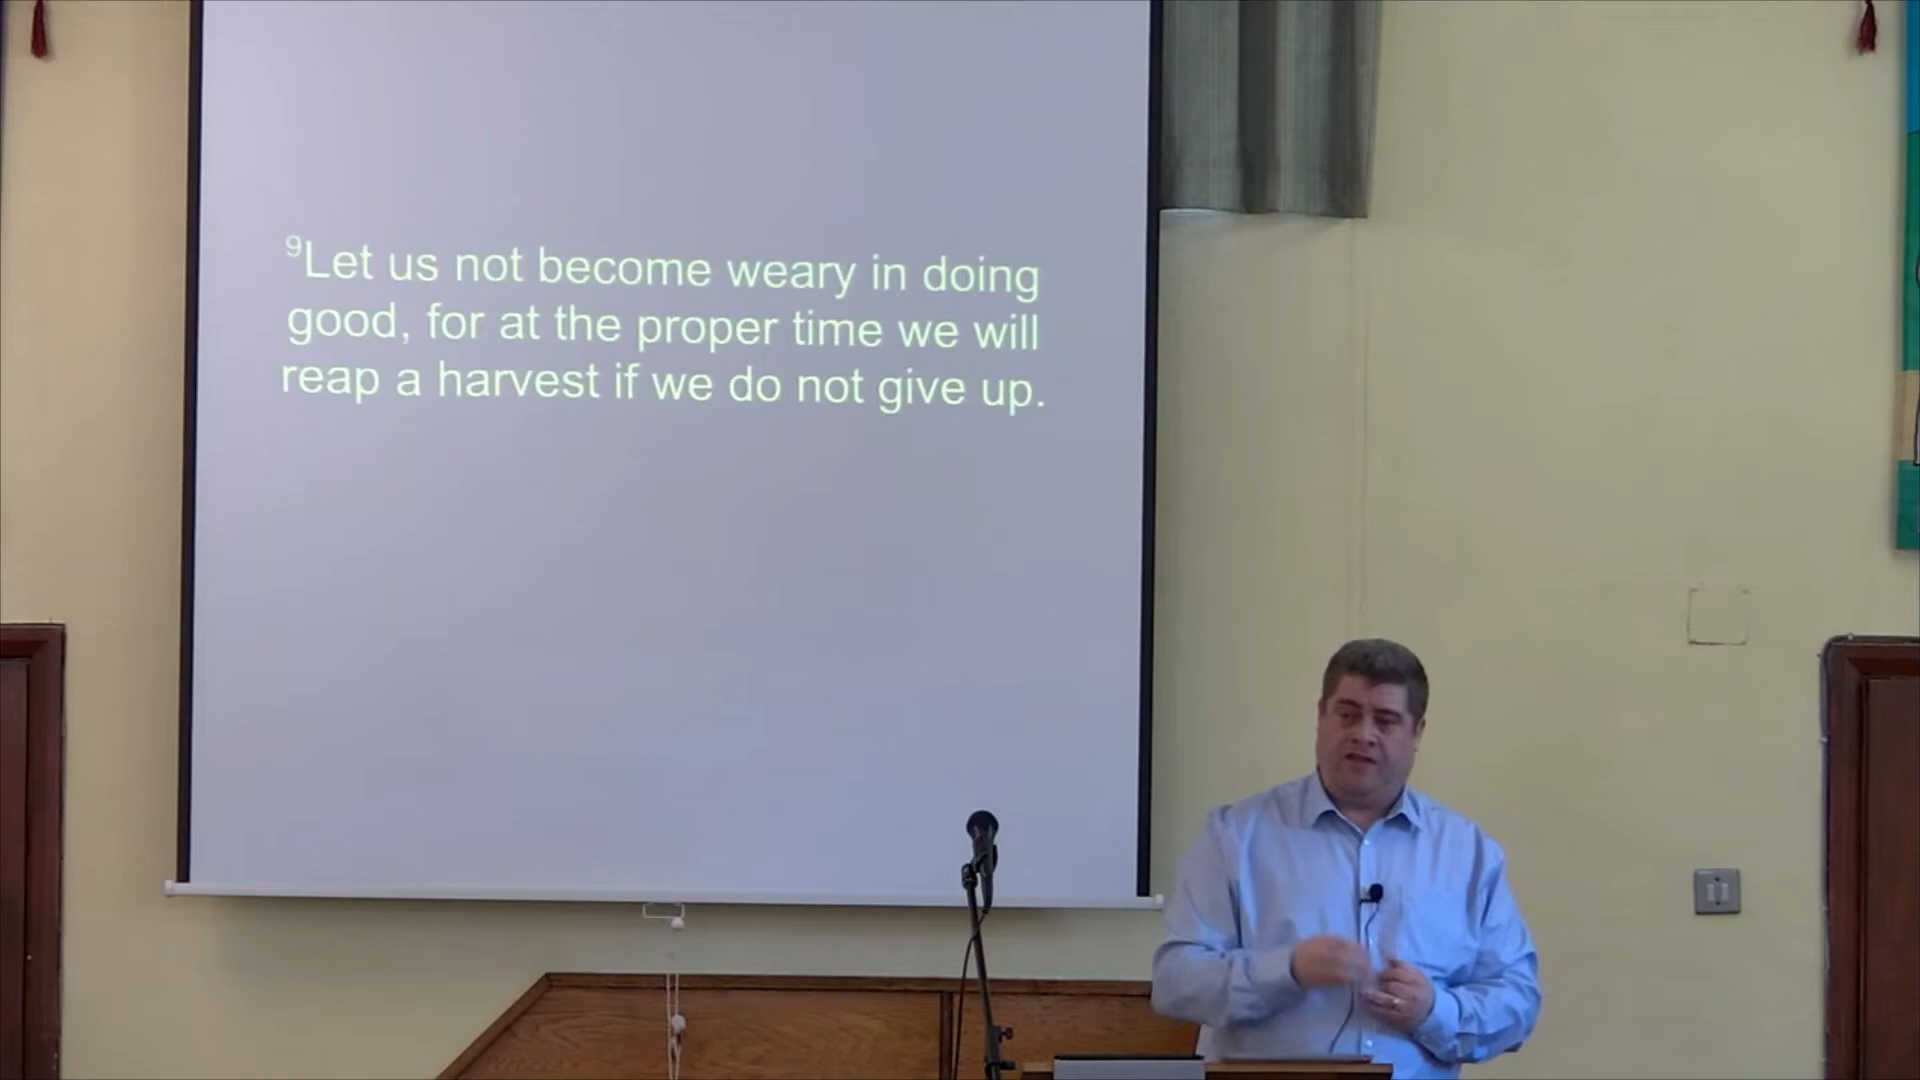 ⁹Let us not become weary in doing
good, for at the proper time we will
reap a harvest if we do not give up.